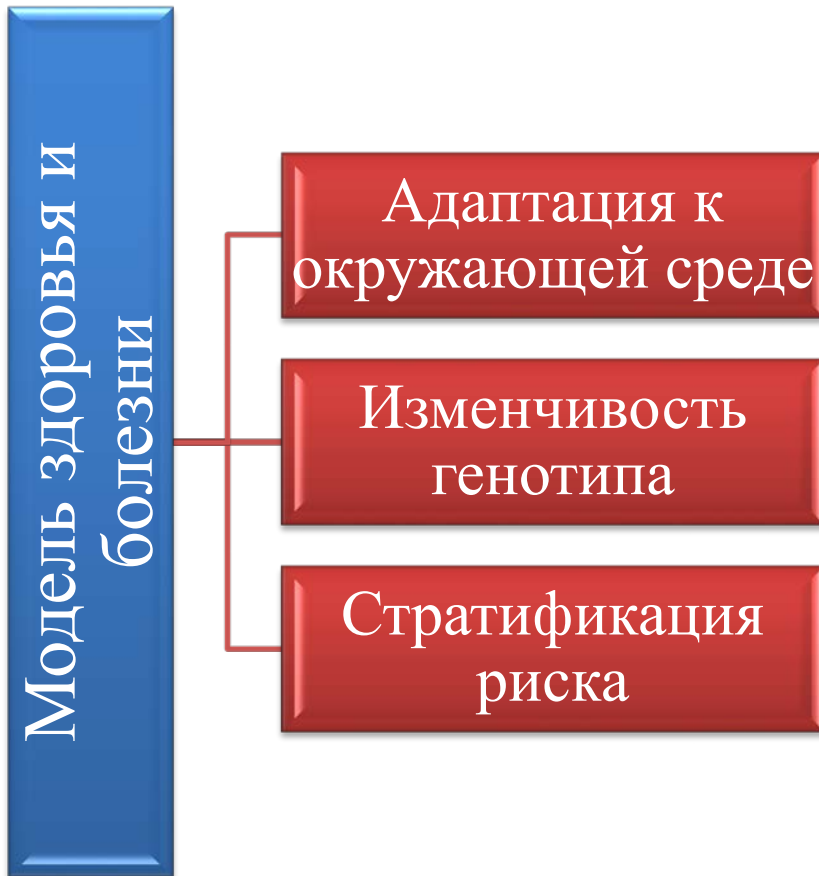 Модель здоровья и
болезни
Адаптация к
окружающей среде
Изменчивость
генотипа
Стратификация
риска